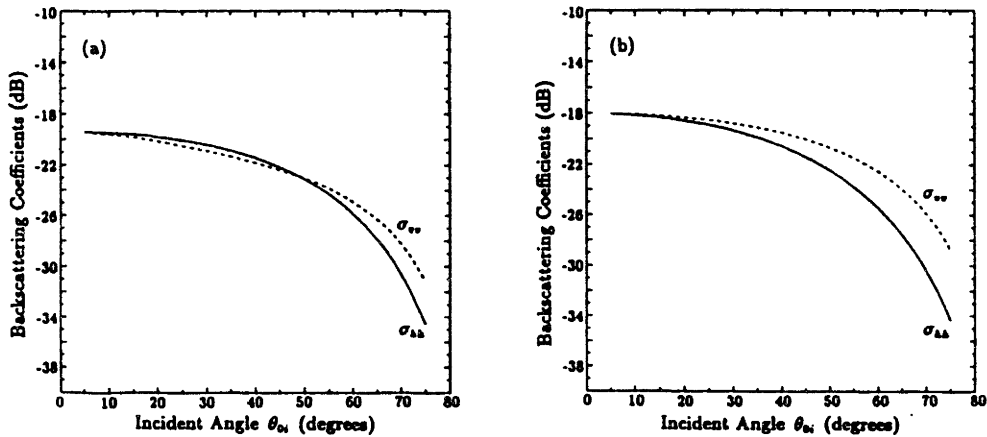 (a)
Backscattering Coefficients (dB)
-10
-14
-18
-22
-26
-30
-34
-38
σvv
σhh
0 10 20 30 40 50 60 70 80
Incident Angle θ0i (degrees)
(b)
Backscattering Coefficients (dB)
-10
-14
-18
-22
-26
-30
-34
-38
σvv
σhh
0 10 20 30 40 50 60 70 80
Incident Angle θ0i (degrees)